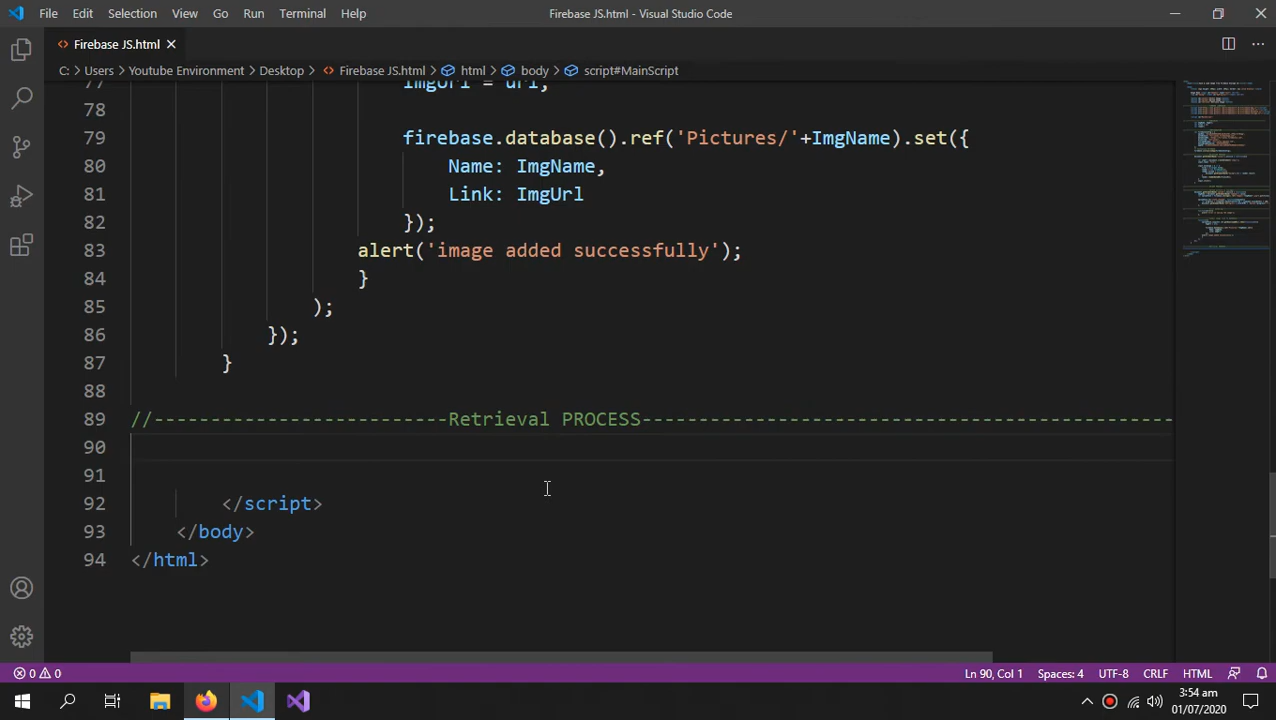 File Edit Selection View Go Run Terminal Help Firebase JS.html - Visual Studio Code
Firebase JS.html
C: > Users > Youtube Environment > Desktop > Firebase JS.html > html > body > script#MainScript
77 ImgUrl = url;
78
79 firebase.database().ref('Pictures/'+ImgName).set({
80 Name: ImgName,
81 Link: ImgUrl
82 });
83 alert('image added successfully');
84 }
85 );
86 });
87 }
88
89 //--------------------------Retrieval PROCESS-----------------------------------------------
90
91
92 </script>
93 </body>
94 </html>
0 0 Ln 90, Col 1 Spaces: 4 UTF-8 CRLF HTML
3:54 am
01/07/2020